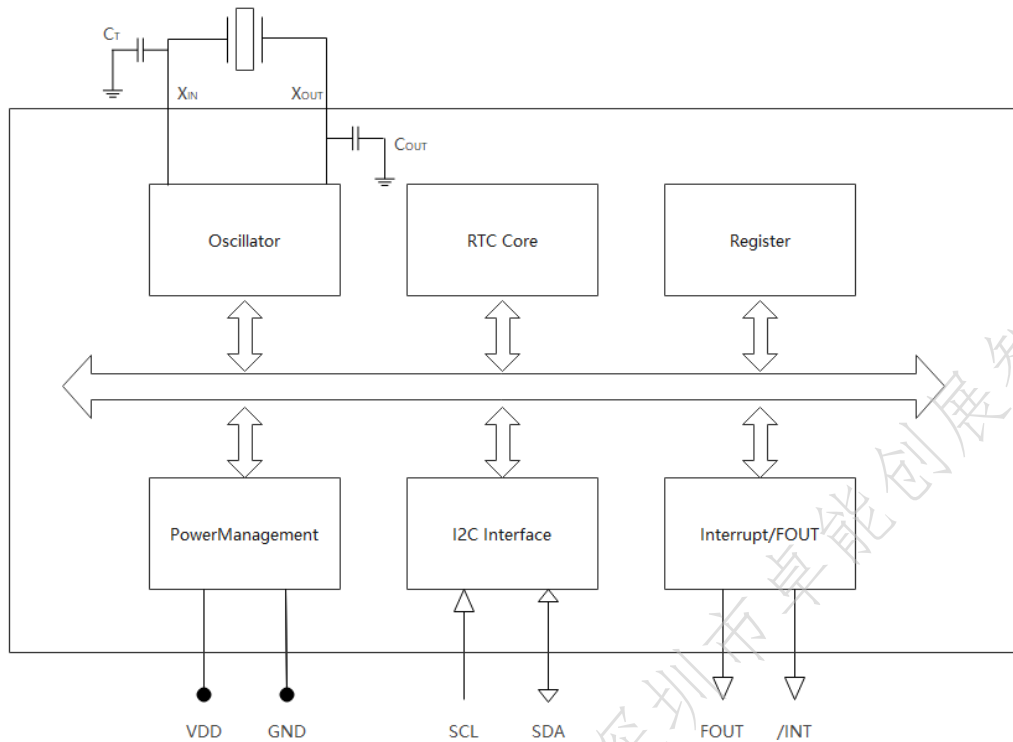 CT
XIN
XOUT
COUT
Oscillator
RTC Core
Register
PowerManagement
I2C Interface
Interrupt/FOUT
VDD
GND
SCL
SDA
FOUT
/INT
深圳市卓能创展